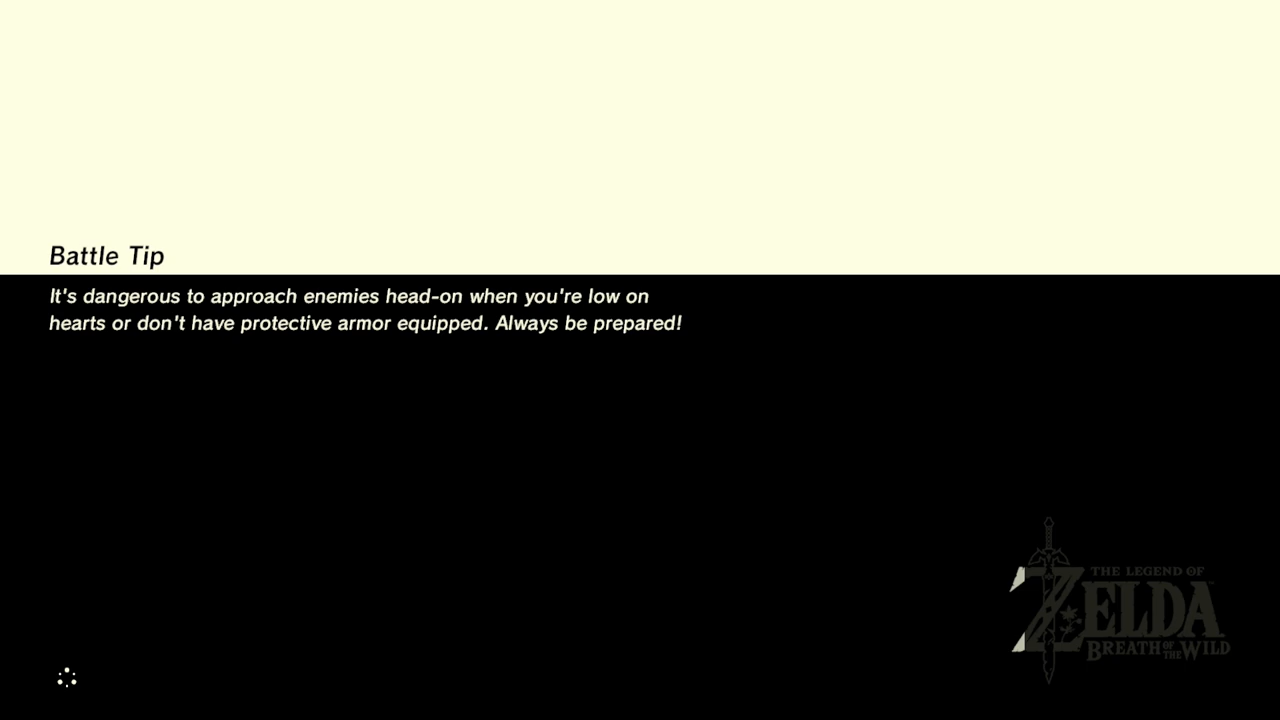 Battle Tip
It's dangerous to approach enemies head-on when you're low on
hearts or don't have protective armor equipped. Always be prepared!
THE LEGEND OF
ZELDA
BREATH OF THE WILD